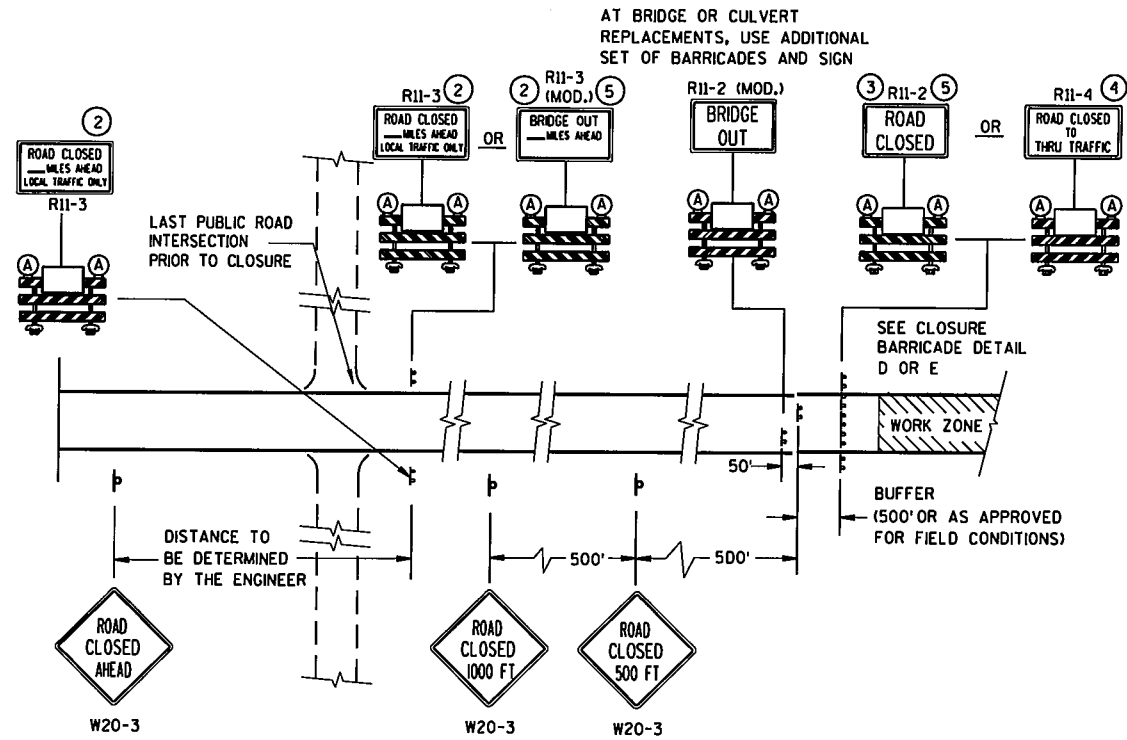 AT BRIDGE OR CULVERT
REPLACEMENTS, USE ADDITIONAL
SET OF BARRICADES AND SIGN
2
ROAD CLOSED
___MILES AHEAD
LOCAL TRAFFIC ONLY
R11-3
A A
R11-3 2
ROAD CLOSED
___MILES AHEAD
LOCAL TRAFFIC ONLY
A A
OR
2 R11-3 5
(MOD.)
BRIDGE OUT
___MILES AHEAD
A A
R11-2 (MOD.)
BRIDGE
OUT
A A
3 R11-2 5
ROAD
CLOSED
A A
OR
R11-4 4
ROAD CLOSED
TO
THRU TRAFFIC
A A
LAST PUBLIC ROAD
INTERSECTION
PRIOR TO CLOSURE
SEE CLOSURE
BARRICADE DETAIL
D OR E
WORK ZONE
50'
BUFFER
(500' OR AS APPROVED
FOR FIELD CONDITIONS)
DISTANCE TO
BE DETERMINED
BY THE ENGINEER
500'
500'
ROAD
CLOSED
AHEAD
W20-3
ROAD
CLOSED
1000 FT
W20-3
ROAD
CLOSED
500 FT
W20-3